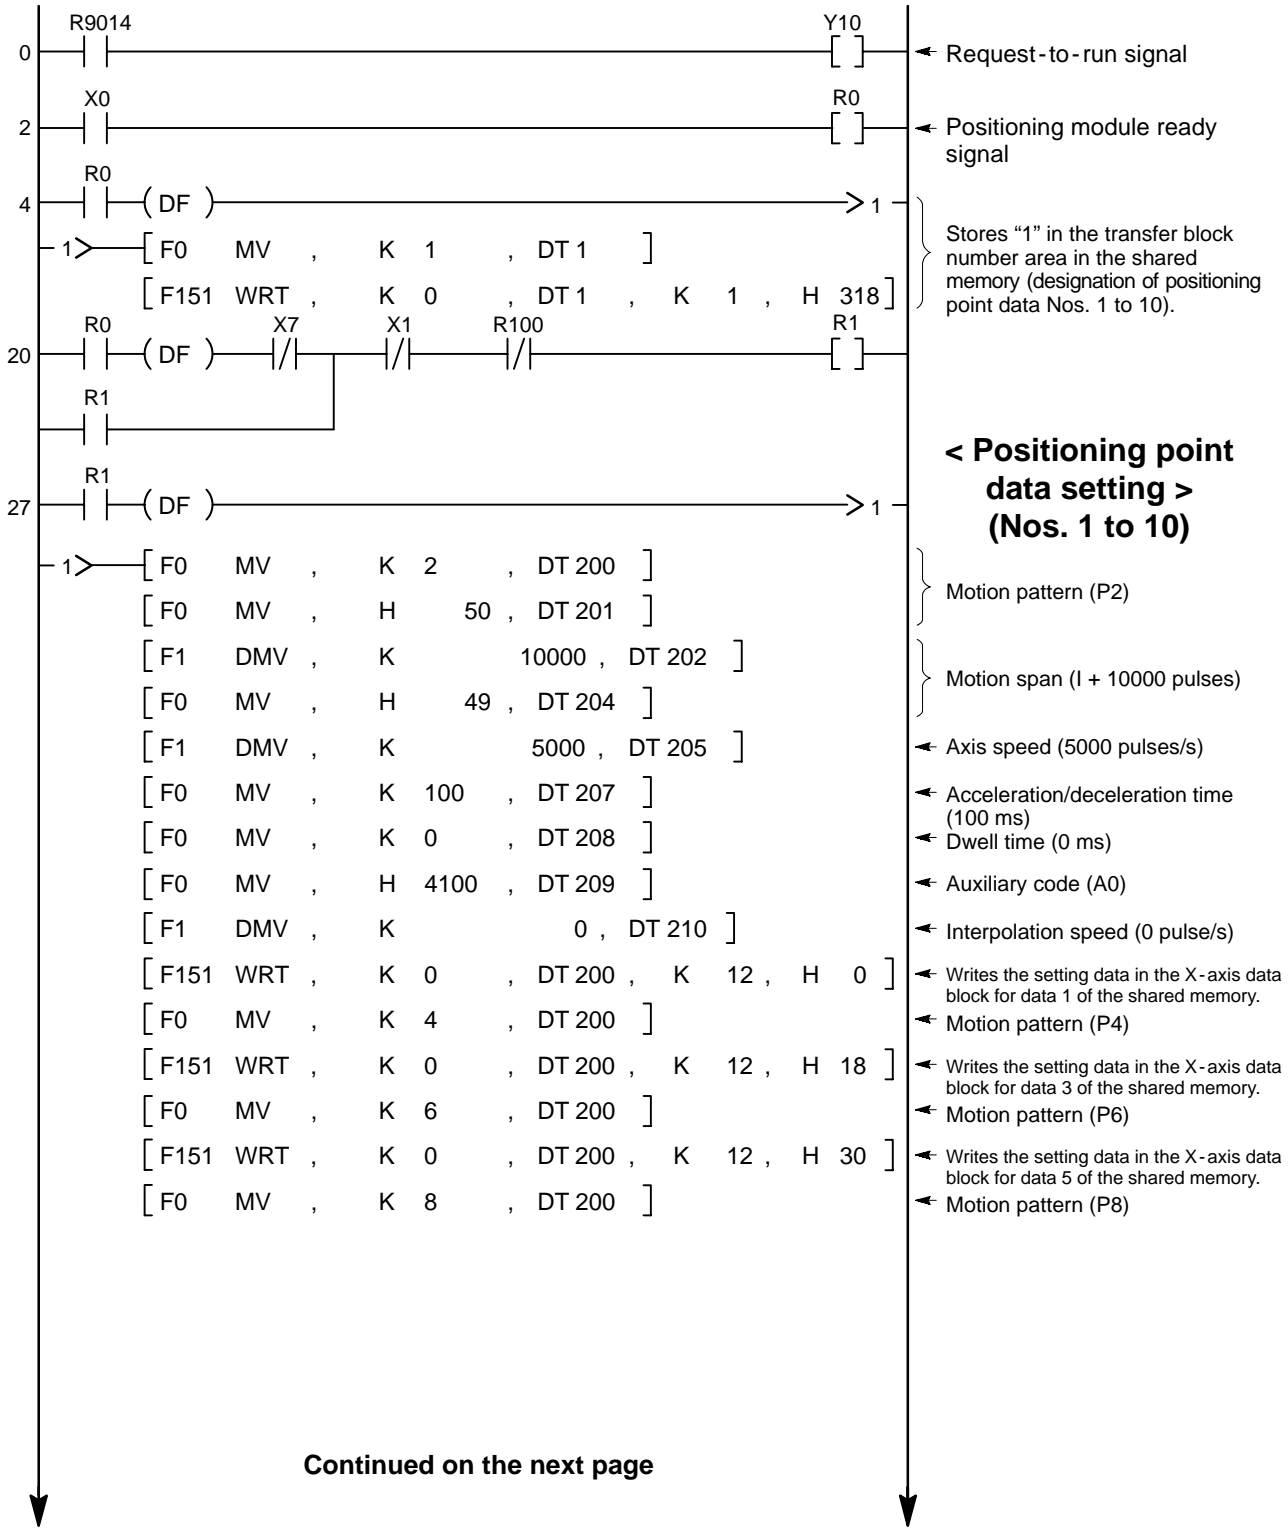 R9014 Y10
0 Request-to-run signal
X0 R0
2 Positioning module ready
signal
R0
4 ( DF ) 1
1 [ F0 MV , K 1 , DT 1 ]
[ F151 WRT , K 0 , DT 1 , K 1 , H 318 ]
Stores “1” in the transfer block
number area in the shared
memory (designation of positioning
point data Nos. 1 to 10).
R0 X7 X1 R100 R1
20 ( DF )
R1
< Positioning point
data setting >
(Nos. 1 to 10)
R1
27 ( DF ) 1
1 [ F0 MV , K 2 , DT 200 ]
Motion pattern (P2)
[ F0 MV , H 50 , DT 201 ]
[ F1 DMV , K 10000 , DT 202 ]
Motion span (I + 10000 pulses)
[ F0 MV , H 49 , DT 204 ]
[ F1 DMV , K 5000 , DT 205 ] Axis speed (5000 pulses/s)
[ F0 MV , K 100 , DT 207 ] Acceleration/deceleration time
(100 ms)
[ F0 MV , K 0 , DT 208 ] Dwell time (0 ms)
[ F0 MV , H 4100 , DT 209 ] Auxiliary code (A0)
[ F1 DMV , K 0 , DT 210 ] Interpolation speed (0 pulse/s)
[ F151 WRT , K 0 , DT 200 , K 12 , H 0 ] Writes the setting data in the X-axis data
block for data 1 of the shared memory.
[ F0 MV , K 4 , DT 200 ] Motion pattern (P4)
[ F151 WRT , K 0 , DT 200 , K 12 , H 18 ] Writes the setting data in the X-axis data
block for data 3 of the shared memory.
[ F0 MV , K 6 , DT 200 ] Motion pattern (P6)
[ F151 WRT , K 0 , DT 200 , K 12 , H 30 ] Writes the setting data in the X-axis data
block for data 5 of the shared memory.
[ F0 MV , K 8 , DT 200 ] Motion pattern (P8)
Continued on the next page